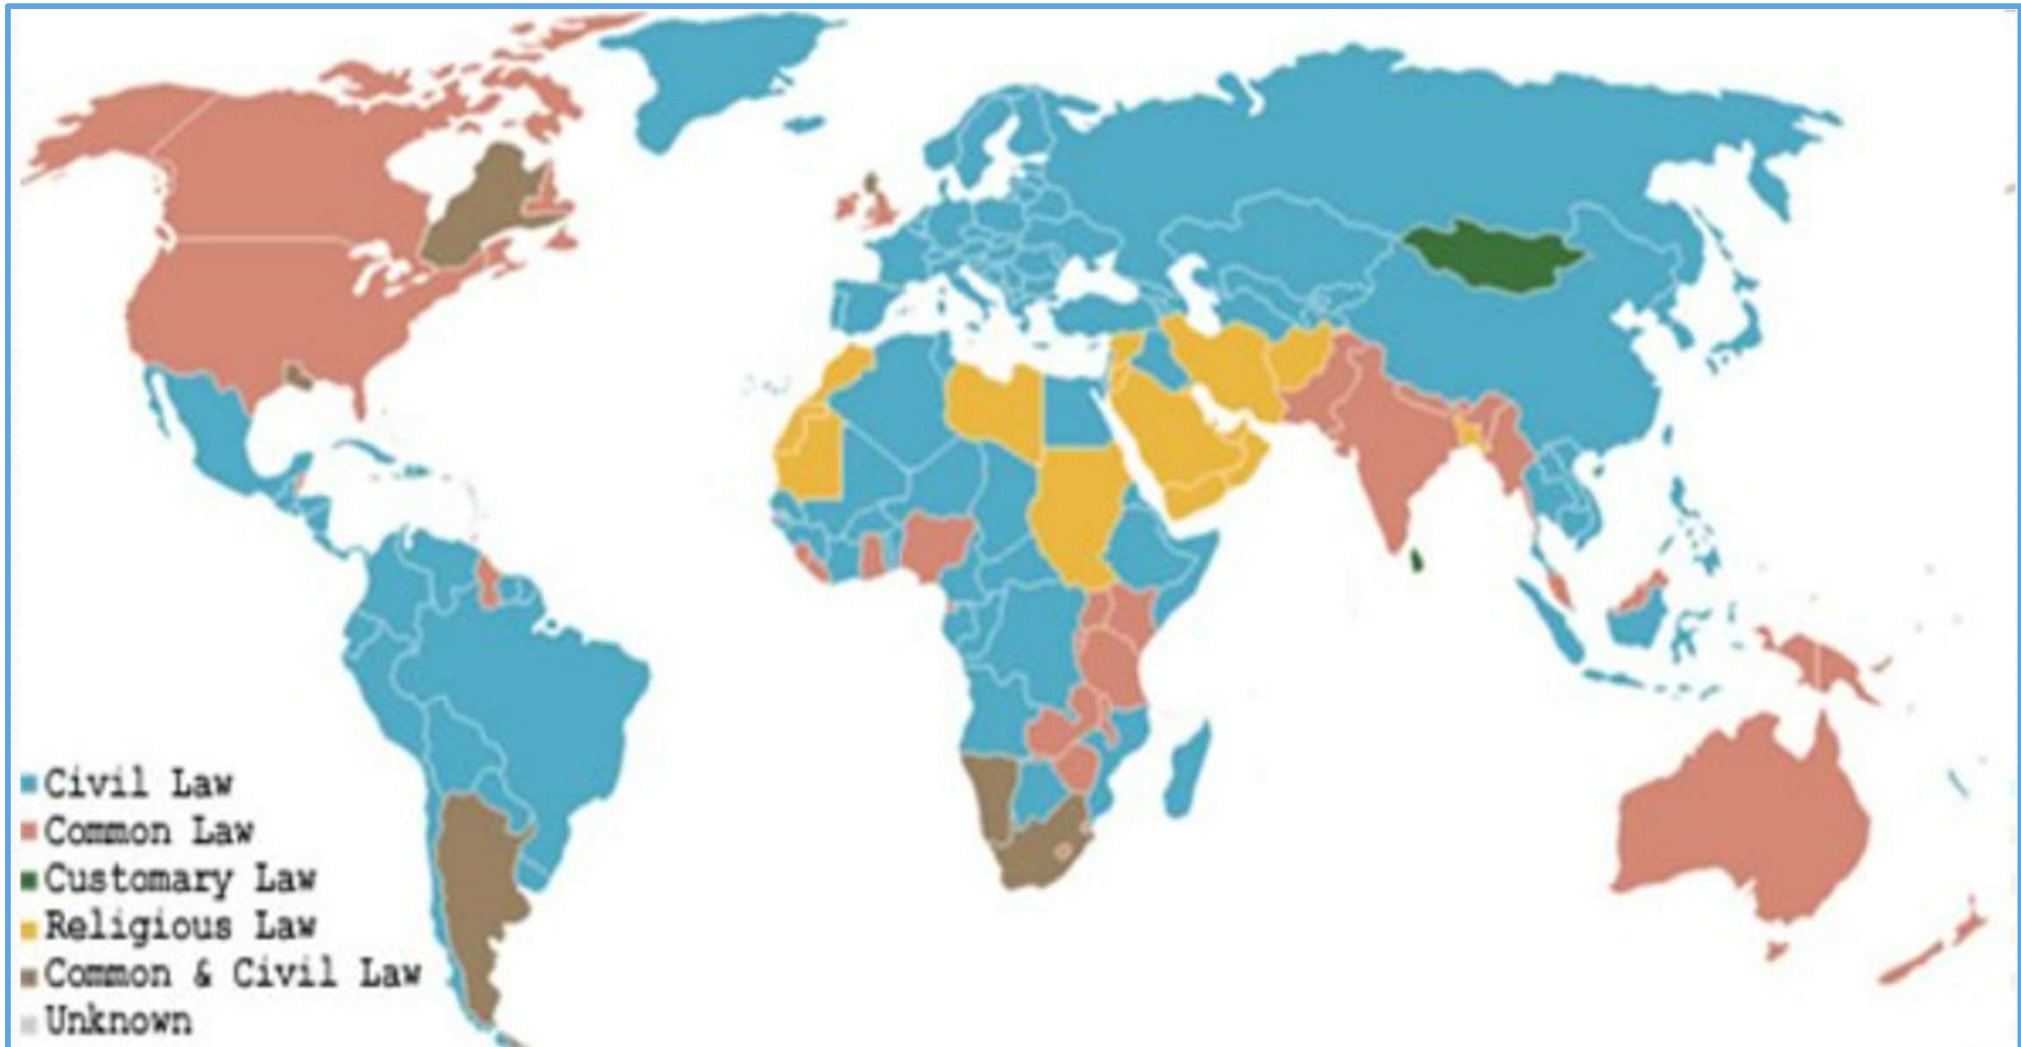 Civil Law
Common Law
Customary Law
Religious Law
Common & Civil Law
Unknown